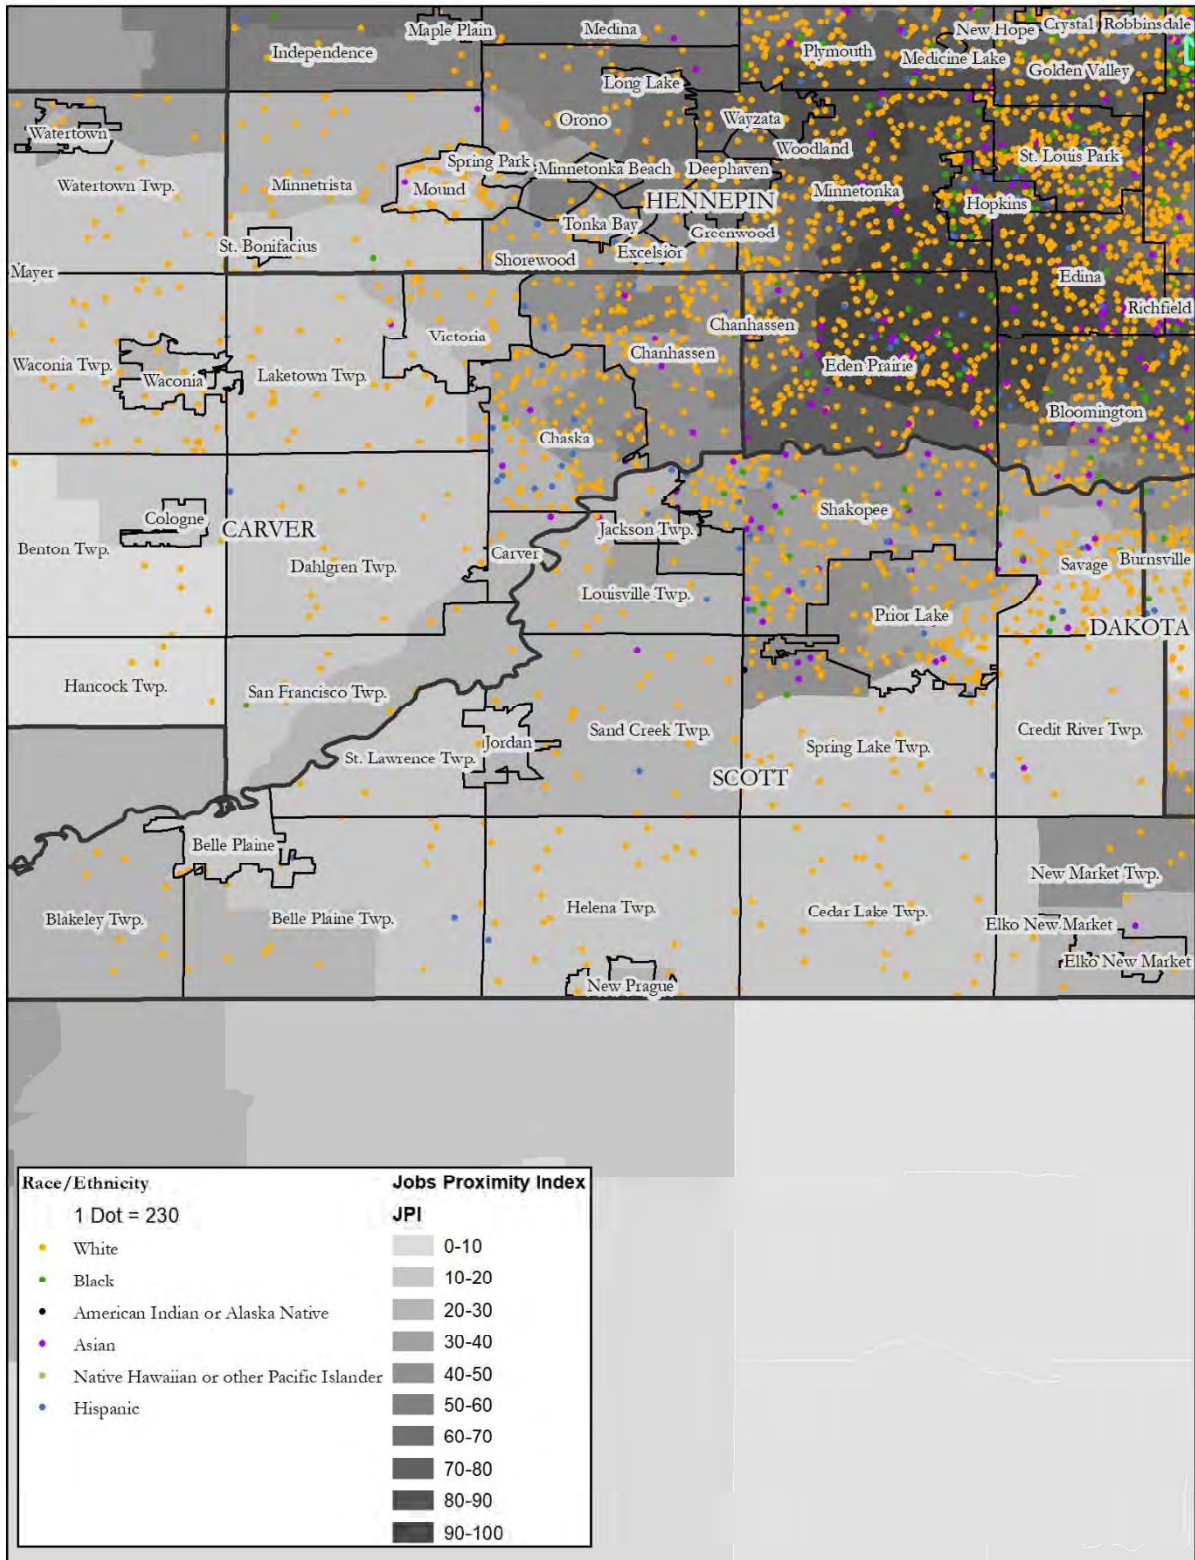 Maple Plain
Medina
New Hope
Crystal
Robbinsdale
Independence
Plymouth
Medicine Lake
Golden Valley
Long Lake
Watertown
Orono
Wayzata
Woodland
St. Louis Park
Watertown Twp.
Minnetrista
Spring Park
Mound
Minnetonka Beach
Deephaven
Minnetonka
HENNEPIN
Hopkins
Tonka Bay
Greenwood
St. Bonifacius
Excelsior
Shorewood
Mayer
Edina
Richfield
Victoria
Chanhassen
Chanhassen
Waconia Twp.
Waconia
Laketown Twp.
Eden Prairie
Bloomington
Chaska
Cologne
CARVER
Shakopee
Jackson Twp.
Benton Twp.
Dahlgren Twp.
Carver
Savage
Burnsville
Louisville Twp.
Prior Lake
DAKOTA
Hancock Twp.
San Francisco Twp.
Sand Creek Twp.
Credit River Twp.
Jordan
St. Lawrence Twp.
Spring Lake Twp.
SCOTT
Belle Plaine
New Market Twp.
Blakeley Twp.
Belle Plaine Twp.
Helena Twp.
Cedar Lake Twp.
Elko New Market
Elko New Market
New Prague
Race/Ethnicity
1 Dot = 230
White
Black
American Indian or Alaska Native
Asian
Native Hawaiian or other Pacific Islander
Hispanic
Jobs Proximity Index
JPI
0-10
10-20
20-30
30-40
40-50
50-60
60-70
70-80
80-90
90-100